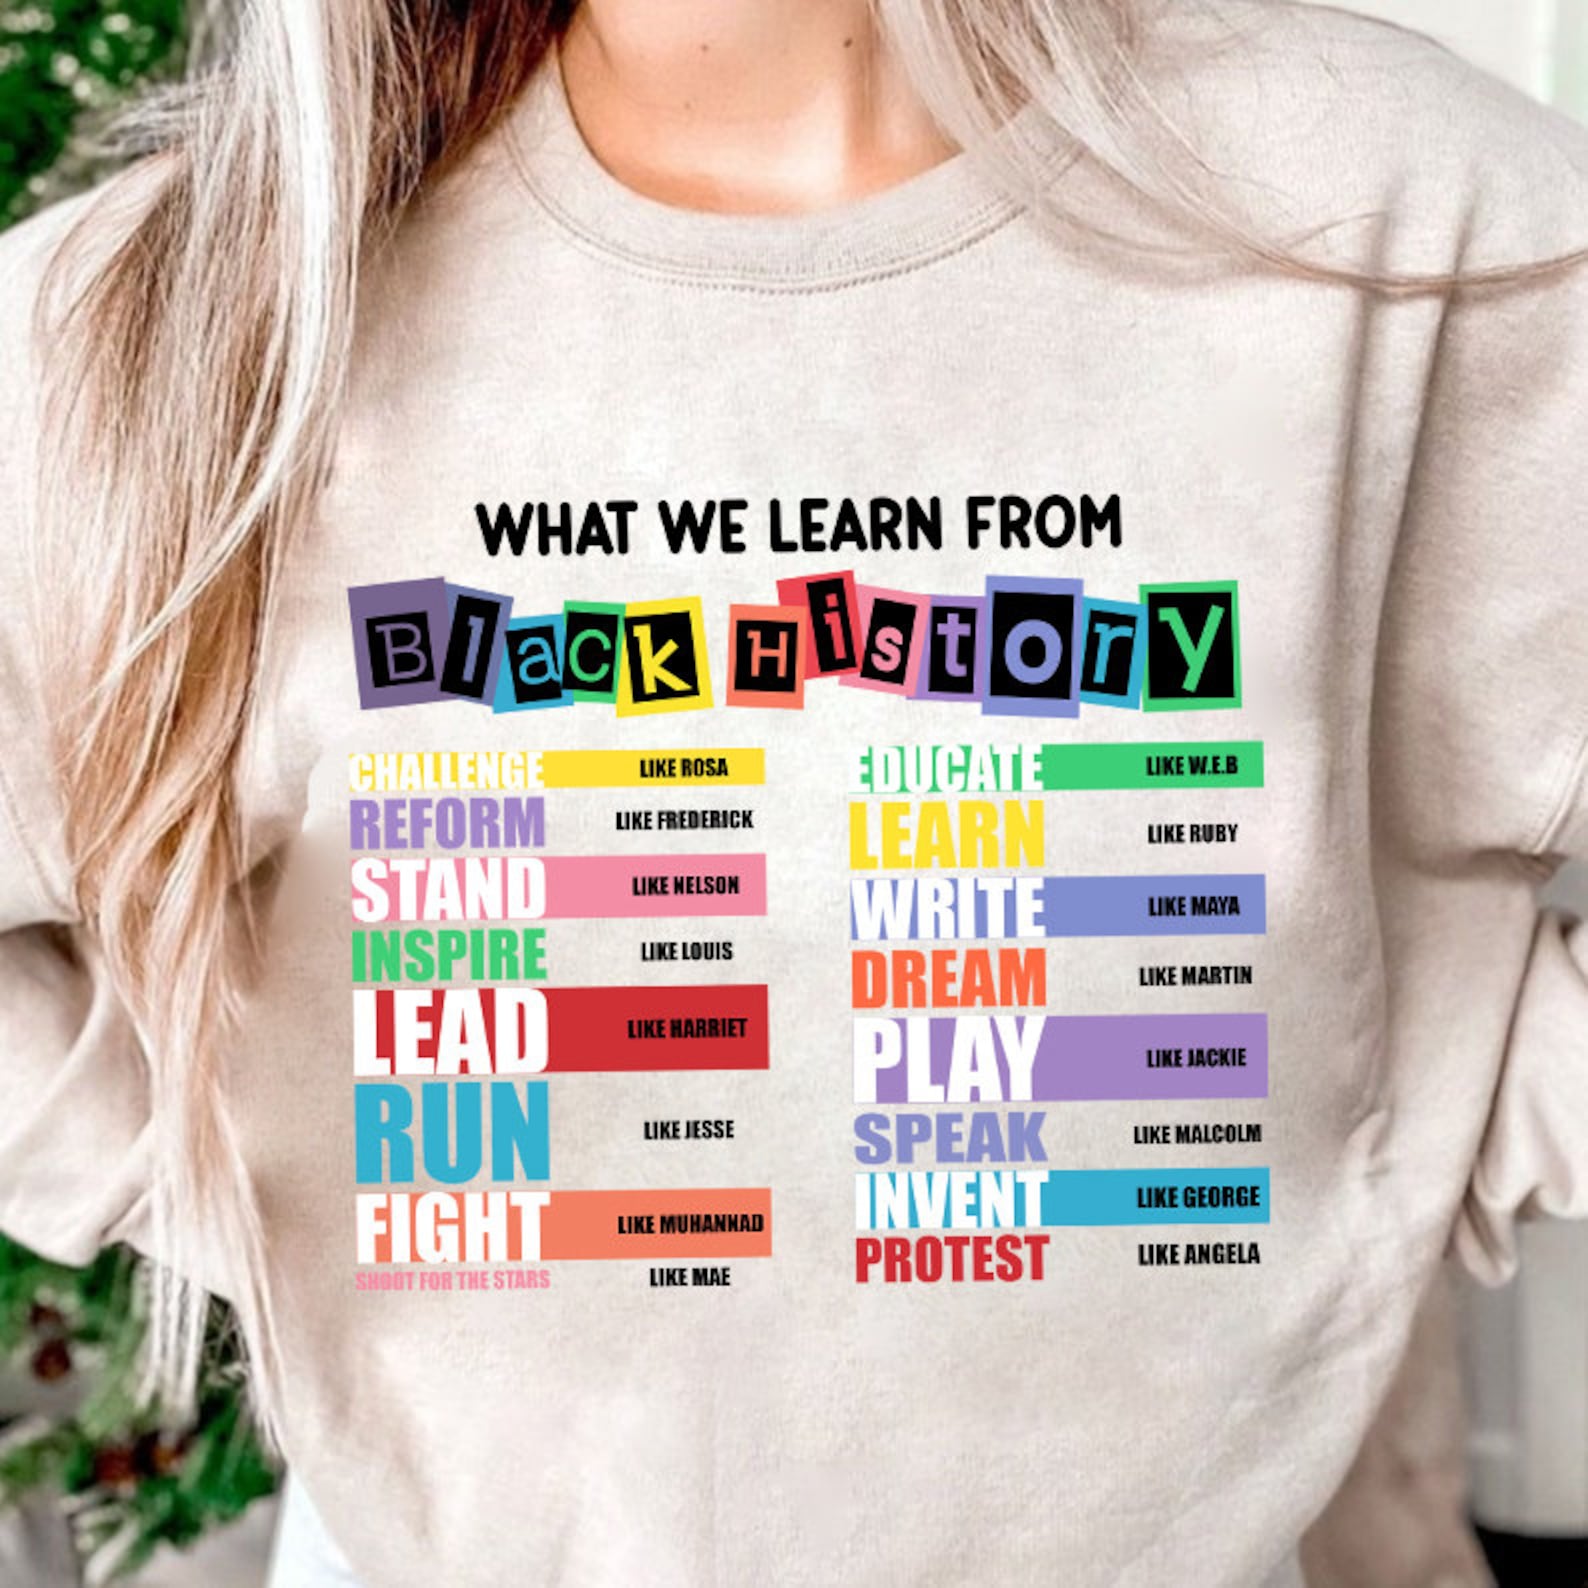 WHAT WE LEARN FROM
Black History
CHALLENGE LIKE ROSA
REFORM LIKE FREDERICK
STAND LIKE NELSON
INSPIRE LIKE LOUIS
LEAD LIKE HARRIET
RUN LIKE JESSE
FIGHT LIKE MUHANNAD
SHOOT FOR THE STARS LIKE MAE
EDUCATE LIKE W.E.B
LEARN LIKE RUBY
WRITE LIKE MAYA
DREAM LIKE MARTIN
PLAY LIKE JACKIE
SPEAK LIKE MALCOLM
INVENT LIKE GEORGE
PROTEST LIKE ANGELA